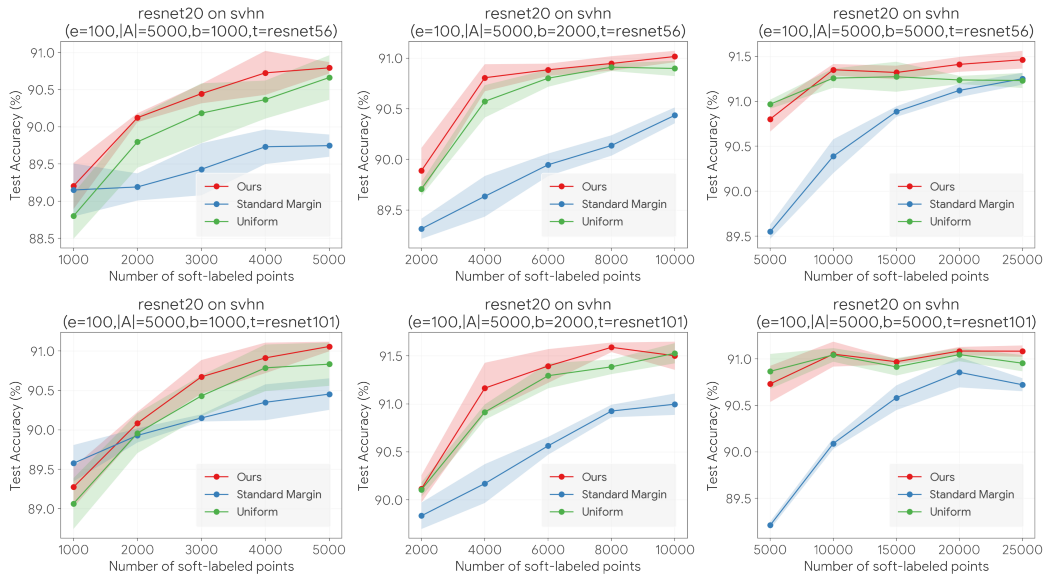 resnet20 on svhn
(e=100,|A|=5000,b=1000,t=resnet56)
Test Accuracy (%)
91.0
90.5
90.0
89.5
89.0
88.5
Ours
Standard Margin
Uniform
1000 2000 3000 4000 5000
Number of soft-labeled points
resnet20 on svhn
(e=100,|A|=5000,b=2000,t=resnet56)
Test Accuracy (%)
91.0
90.5
90.0
89.5
Ours
Standard Margin
Uniform
2000 4000 6000 8000 10000
Number of soft-labeled points
resnet20 on svhn
(e=100,|A|=5000,b=5000,t=resnet56)
Test Accuracy (%)
91.5
91.0
90.5
90.0
89.5
Ours
Standard Margin
Uniform
5000 10000 15000 20000 25000
Number of soft-labeled points
resnet20 on svhn
(e=100,|A|=5000,b=1000,t=resnet101)
Test Accuracy (%)
91.0
90.5
90.0
89.5
89.0
Ours
Standard Margin
Uniform
1000 2000 3000 4000 5000
Number of soft-labeled points
resnet20 on svhn
(e=100,|A|=5000,b=2000,t=resnet101)
Test Accuracy (%)
91.5
91.0
90.5
90.0
Ours
Standard Margin
Uniform
2000 4000 6000 8000 10000
Number of soft-labeled points
resnet20 on svhn
(e=100,|A|=5000,b=5000,t=resnet101)
Test Accuracy (%)
91.0
90.5
90.0
89.5
Ours
Standard Margin
Uniform
5000 10000 15000 20000 25000
Number of soft-labeled points